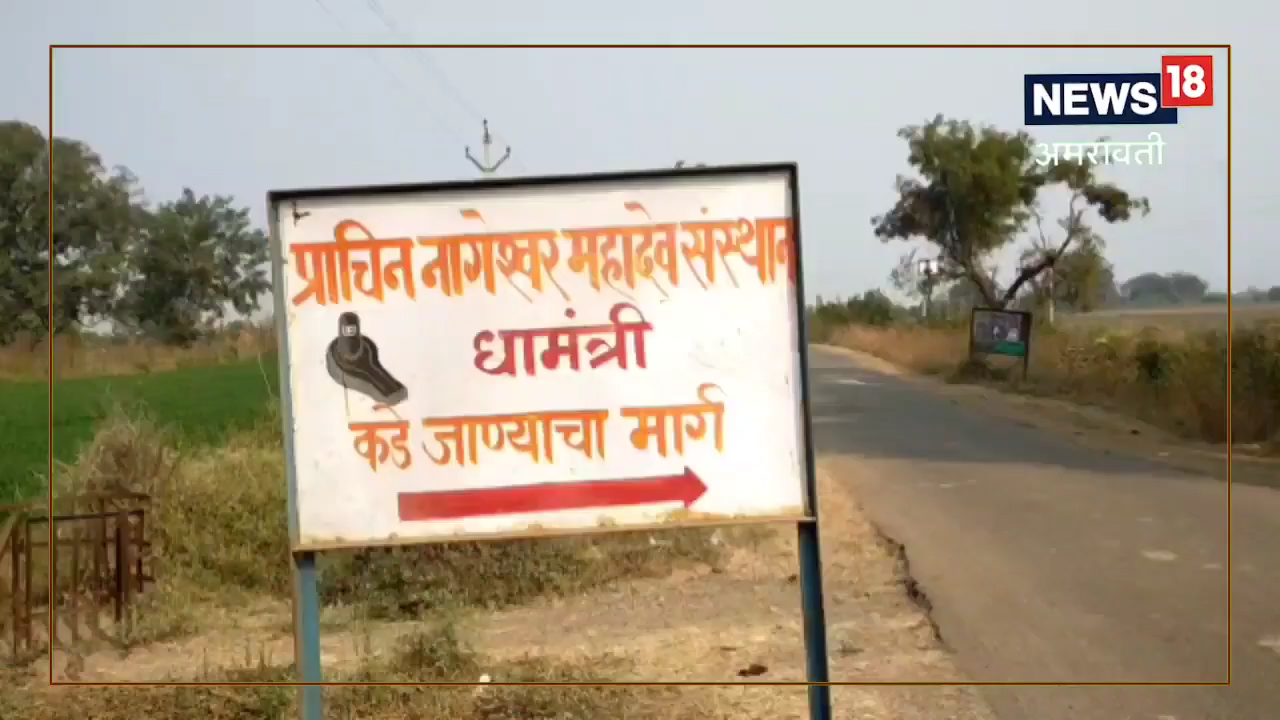 NEWS18
अमरावती
प्राचिन नागेश्वर महादेव संस्थान
धामंत्री
कडे जाण्याचा मार्ग